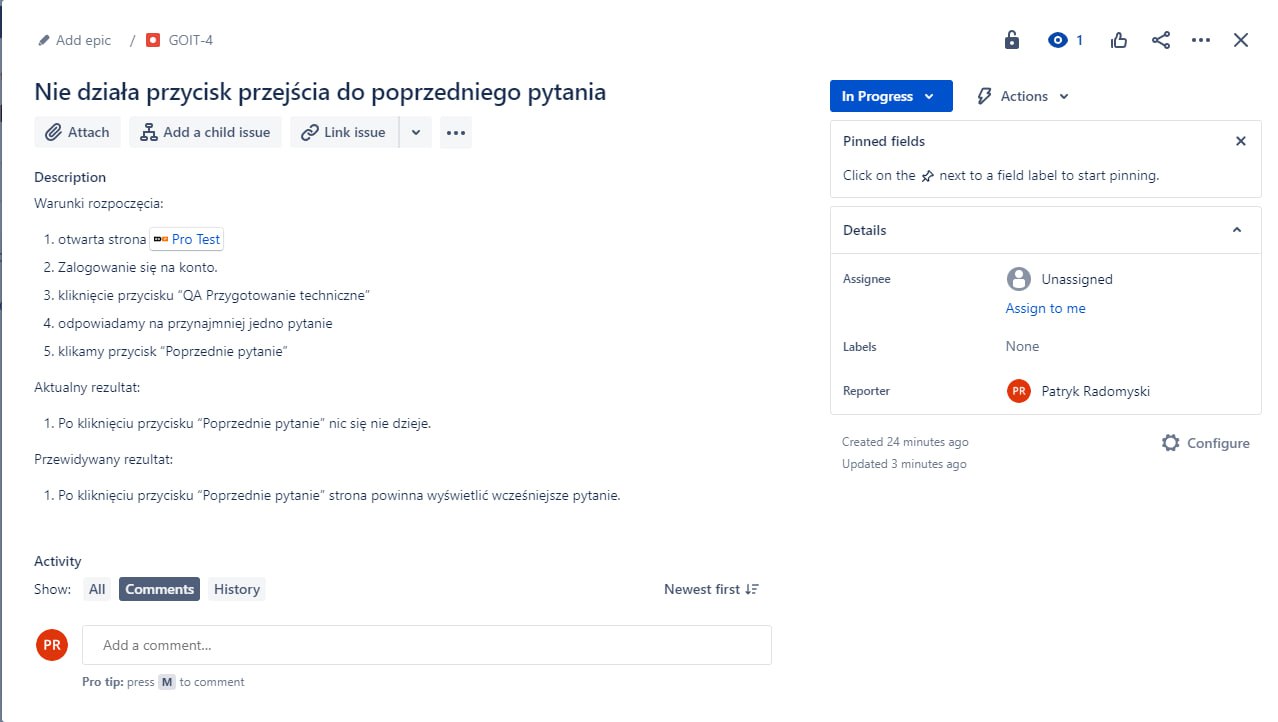 Add epic / GOIT-4
1
Nie działa przycisk przejścia do poprzedniego pytania
Attach Add a child issue Link issue
Description
Warunki rozpoczęcia:
1. otwarta strona Pro Test
2. Zalogowanie się na konto.
3. kliknięcie przycisku “QA Przygotowanie techniczne”
4. odpowiadamy na przynajmniej jedno pytanie
5. klikamy przycisk “Poprzednie pytanie”
Aktualny rezultat:
1. Po kliknięciu przycisku “Poprzednie pytanie” nic się nie dzieje.
Przewidywany rezultat:
1. Po kliknięciu przycisku “Poprzednie pytanie” strona powinna wyświetlić wcześniejsze pytanie.
Activity
Show: All Comments History Newest first
PR Add a comment...
Pro tip: press M to comment
In Progress Actions
Pinned fields
Click on the next to a field label to start pinning.
Details
Assignee Unassigned
Assign to me
Labels None
Reporter PR Patryk Radomyski
Created 24 minutes ago Configure
Updated 3 minutes ago